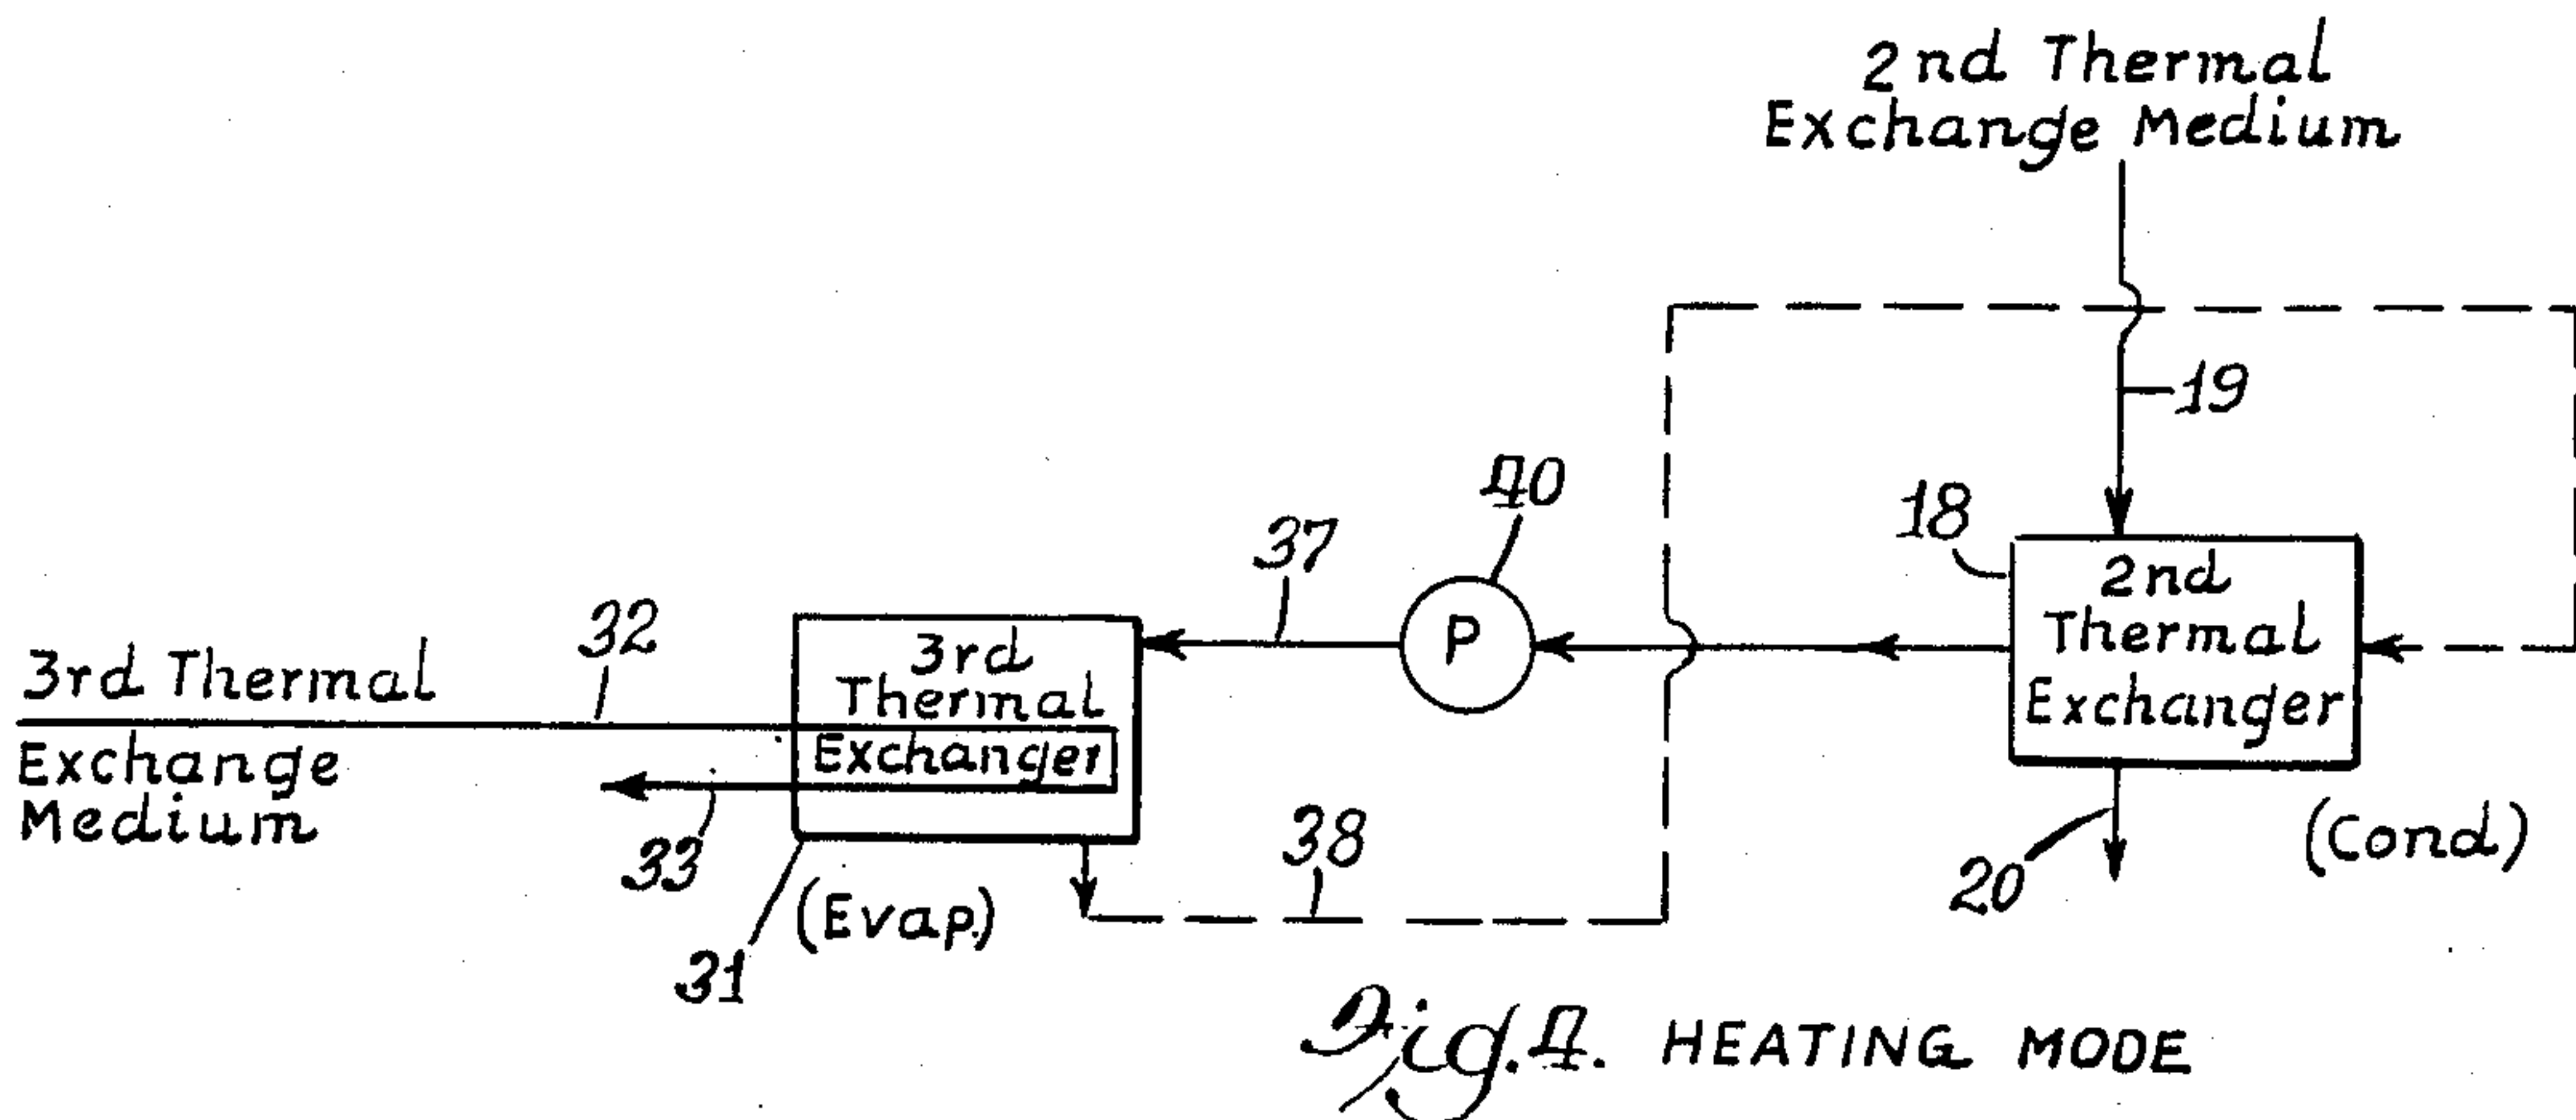 2nd Thermal
Exchange Medium
19
40
18
37
2nd
Thermal
Exchanger
32
P
3rd Thermal
Exchange
Medium
3rd
Thermal
Exchanger
33
38
20
(Cond)
31
(Evap.)
Fig. 4. HEATING MODE